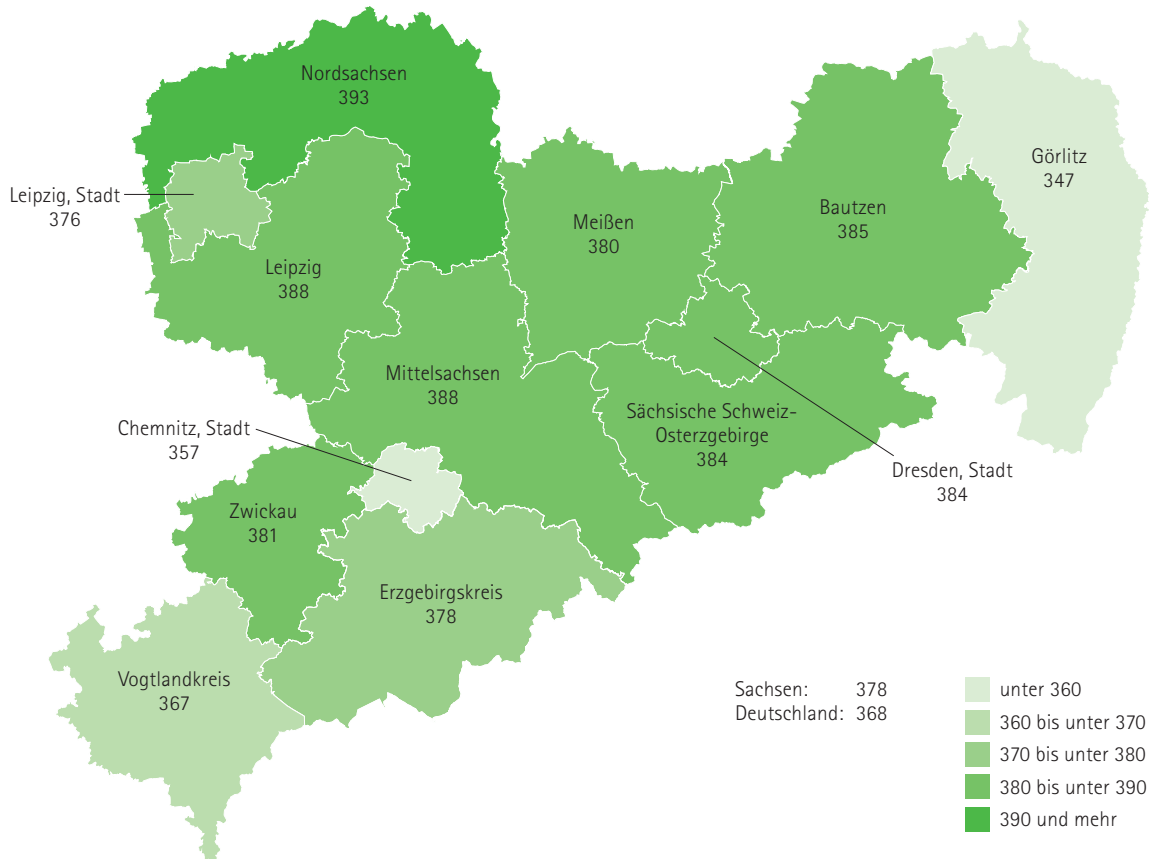 Nordsachsen
393
Görlitz
347
Leipzig, Stadt
376
Bautzen
385
Meißen
380
Leipzig
388
Mittelsachsen
388
Sächsische Schweiz-
Osterzgebirge
384
Chemnitz, Stadt
357
Dresden, Stadt
384
Zwickau
381
Erzgebirgskreis
378
Vogtlandkreis
367
Sachsen: 378
Deutschland: 368
unter 360
360 bis unter 370
370 bis unter 380
380 bis unter 390
390 und mehr